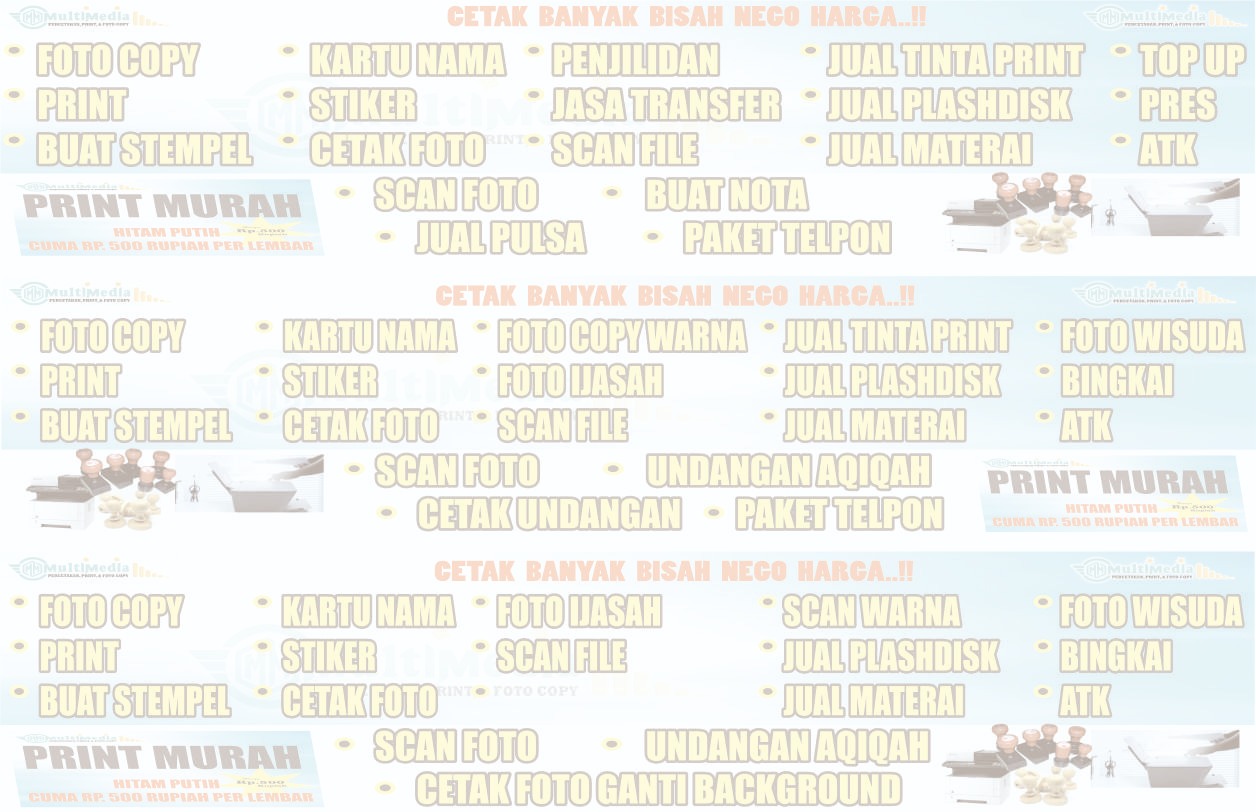 MultiMedia CETAK BANYAK BISAH NEGO HARGA..!! MultiMedia
PERCETAKAN, PRINT, & FOTO COPY PERCETAKAN, PRINT, & FOTO COPY
• FOTO COPY • KARTU NAMA • PENJILIDAN • JUAL TINTA PRINT • TOP UP
• PRINT • STIKER • JASA TRANSFER • JUAL PLASHDISK • PRES
• BUAT STEMPEL • CETAK FOTO • SCAN FILE • JUAL MATERAI • ATK
• SCAN FOTO • BUAT NOTA
• JUAL PULSA • PAKET TELPON
MultiMedia
PRINT MURAH
HITAM PUTIH Rp.500
CUMA RP. 500 RUPIAH PER LEMBAR
MultiMedia CETAK BANYAK BISAH NEGO HARGA..!! MultiMedia
PERCETAKAN, PRINT, & FOTO COPY PERCETAKAN, PRINT, & FOTO COPY
• FOTO COPY • KARTU NAMA • FOTO COPY WARNA • JUAL TINTA PRINT • FOTO WISUDA
• PRINT • STIKER • FOTO IJASAH • JUAL PLASHDISK • BINGKAI
• BUAT STEMPEL • CETAK FOTO • SCAN FILE • JUAL MATERAI • ATK
• SCAN FOTO • UNDANGAN AQIQAH
• CETAK UNDANGAN • PAKET TELPON
MultiMedia
PRINT MURAH
HITAM PUTIH Rp.500
CUMA RP. 500 RUPIAH PER LEMBAR
MultiMedia CETAK BANYAK BISAH NEGO HARGA..!! MultiMedia
PERCETAKAN, PRINT, & FOTO COPY PERCETAKAN, PRINT, & FOTO COPY
• FOTO COPY • KARTU NAMA • FOTO IJASAH • SCAN WARNA • FOTO WISUDA
• PRINT • STIKER • SCAN FILE • JUAL PLASHDISK • BINGKAI
• BUAT STEMPEL • CETAK FOTO • JUAL MATERAI • ATK
PRINT FOTO COPY
• SCAN FOTO • UNDANGAN AQIQAH
• CETAK FOTO GANTI BACKGROUND
MultiMedia
PRINT MURAH
HITAM PUTIH Rp.500
CUMA RP. 500 RUPIAH PER LEMBAR